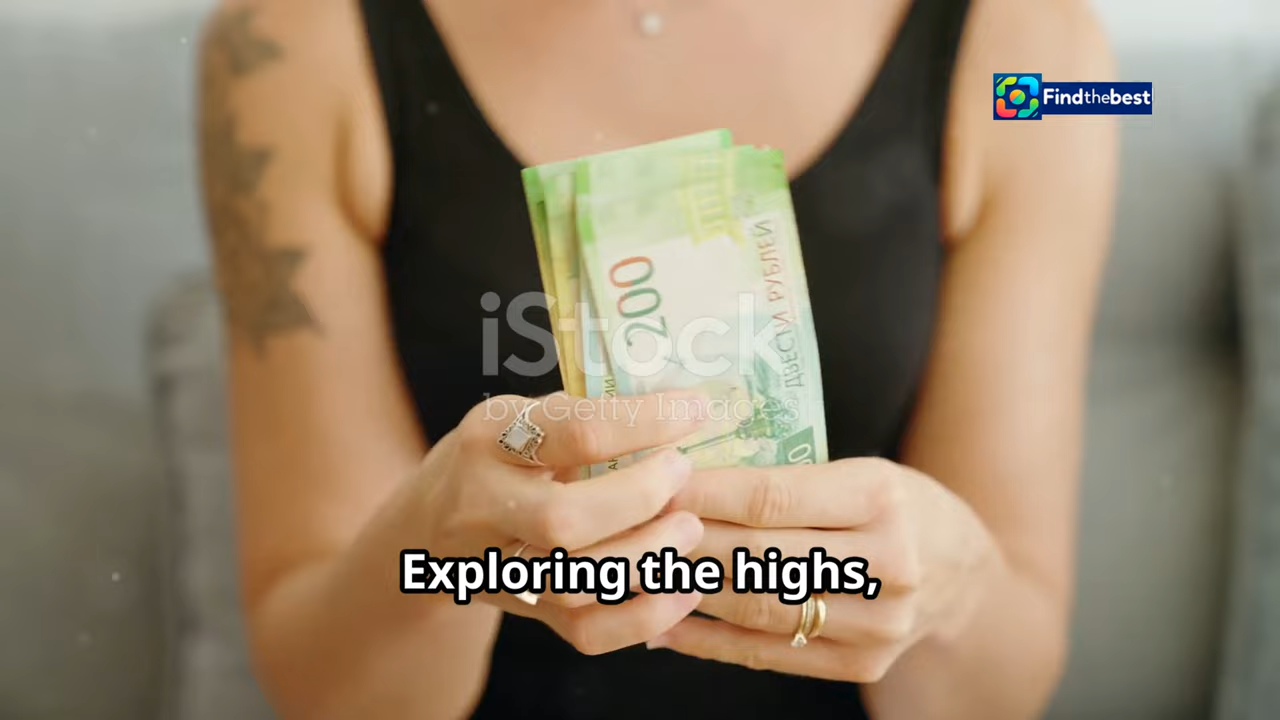 Findthebest
200
ДВЕСТИ РУБЛЕЙ
iStock
by Getty Images
Exploring the highs,